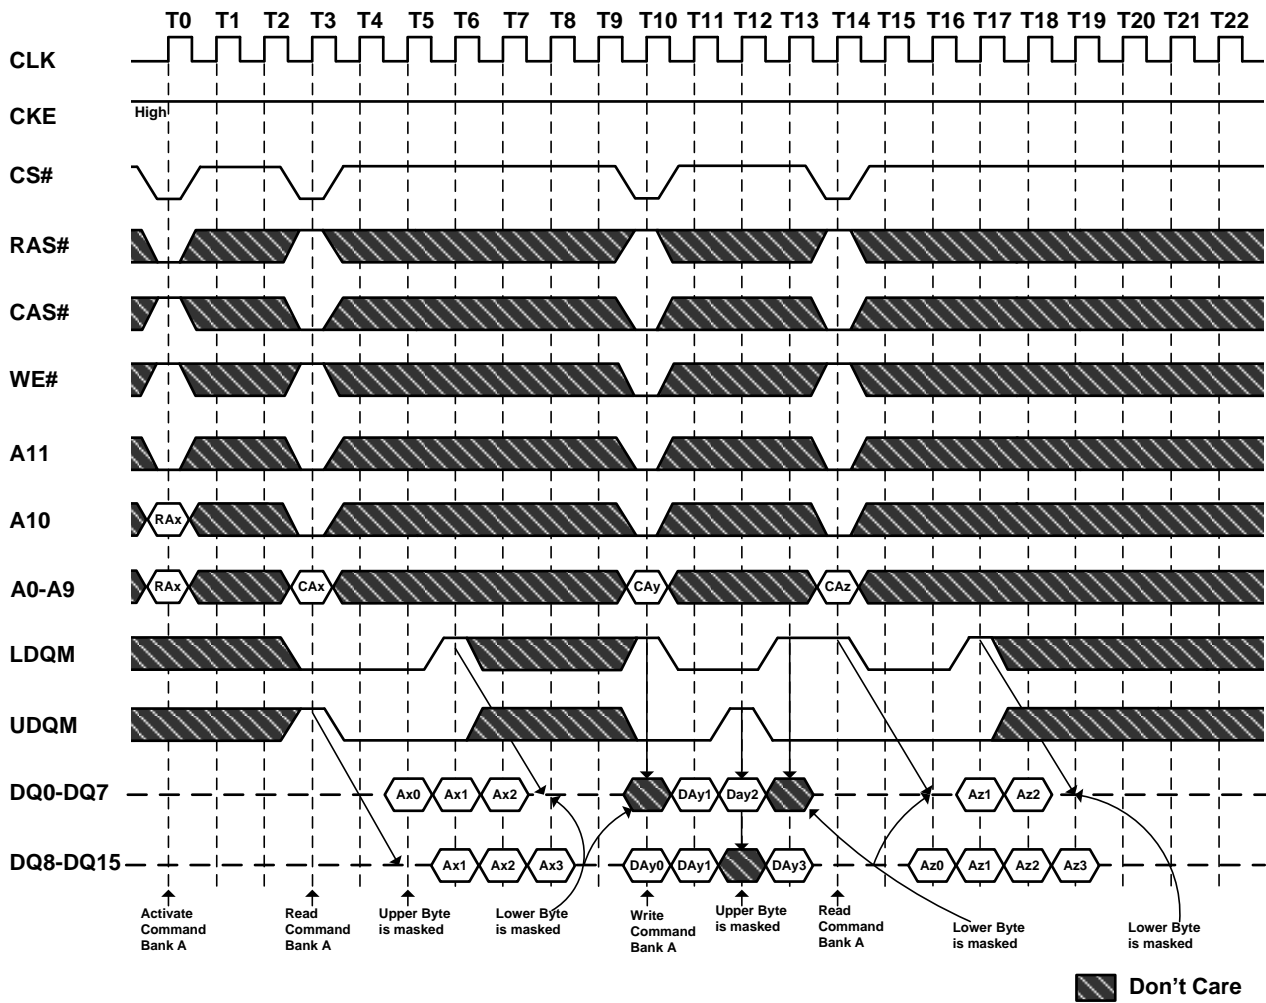 T0 T1 T2 T3 T4 T5 T6 T7 T8 T9 T10 T11 T12 T13 T14 T15 T16 T17 T18 T19 T20 T21 T22
CLK
CKE
High
CS#
RAS#
CAS#
WE#
A11
A10
RAx
A0-A9
RAx CAx CAy CAz
LDQM
UDQM
DQ0-DQ7
Ax0 Ax1 Ax2 DAy1 Day2 Az1 Az2
DQ8-DQ15
Ax1 Ax2 Ax3 DAy0 DAy1 DAy3 Az0 Az1 Az2 Az3
Activate
Command
Bank A
Read
Command
Bank A
Upper Byte
is masked
Lower Byte
is masked
Write
Command
Bank A
Upper Byte
is masked
Read
Command
Bank A
Lower Byte
is masked
Lower Byte
is masked
Don't Care